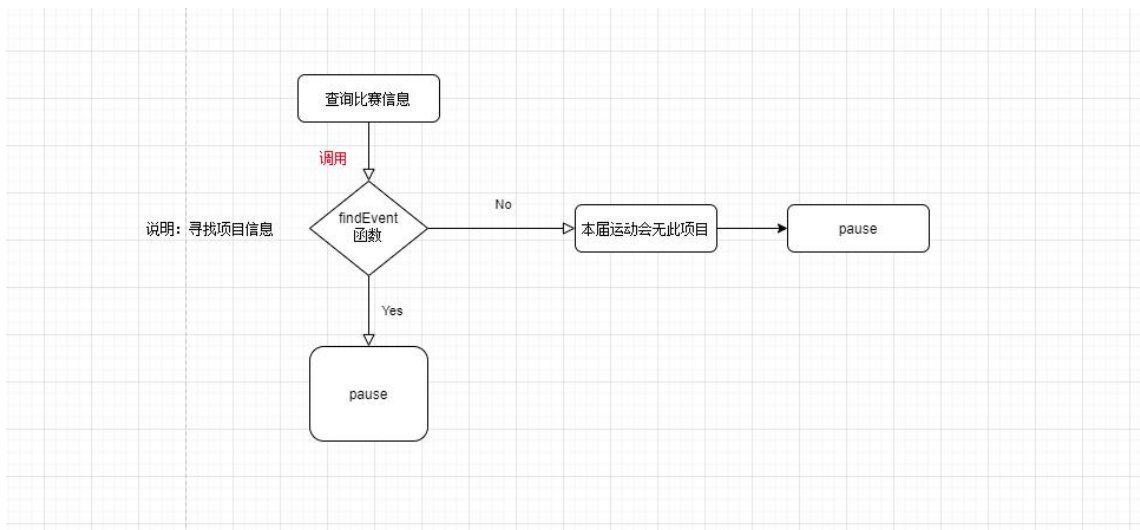 查询比赛信息
调用
说明：寻找项目信息
findEvent
函数
No
本届运动会无此项目
pause
Yes
pause